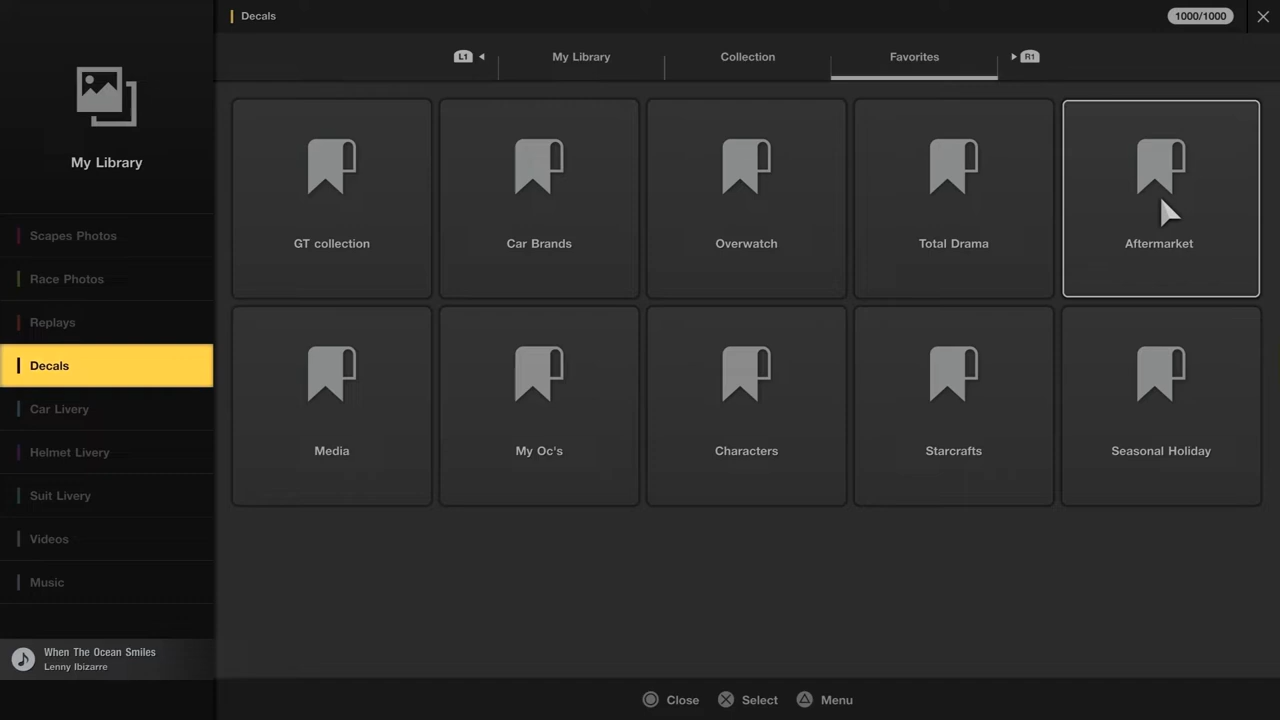 Decals
1000/1000
L1
My Library
Collection
Favorites
R1
My Library
Scapes Photos
Race Photos
Replays
Decals
Car Livery
Helmet Livery
Suit Livery
Videos
Music
When The Ocean Smiles
Lenny Ibizarre
GT collection
Car Brands
Overwatch
Total Drama
Aftermarket
Media
My Oc's
Characters
Starcrafts
Seasonal Holiday
Close
Select
Menu